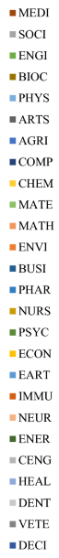 MEDI
SOCI
ENGI
BIOC
PHYS
ARTS
AGRI
COMP
CHEM
MATE
MATH
ENVI
BUSI
PHAR
NURS
PSYC
ECON
EART
IMMU
NEUR
ENER
CENG
HEAL
DENT
VETE
DECI